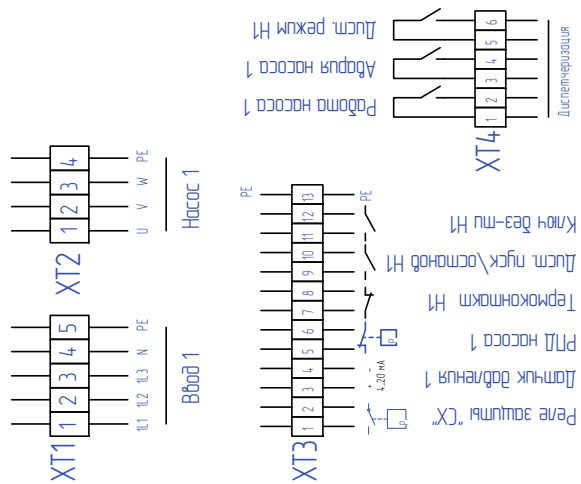 XT1
1
2
3
4
5
1L1
1L2
1L3
N
PE
Ввод 1
XT2
1
2
3
4
U
V
W
PE
Насос 1
XT3
1
2
3
4
5
6
7
8
9
10
11
12
13
PE
PE
P
Реле защиты "СХ"
+ -
4..20 мА
Датчик давления 1
P
РПД насоса 1
Термоконтакт Н1
Дист. пуск\останов Н1
Ключ без-ти Н1
XT4
1
2
3
4
5
6
Работа насоса 1
Авария насоса 1
Дист. режим Н1
Диспетчеризация